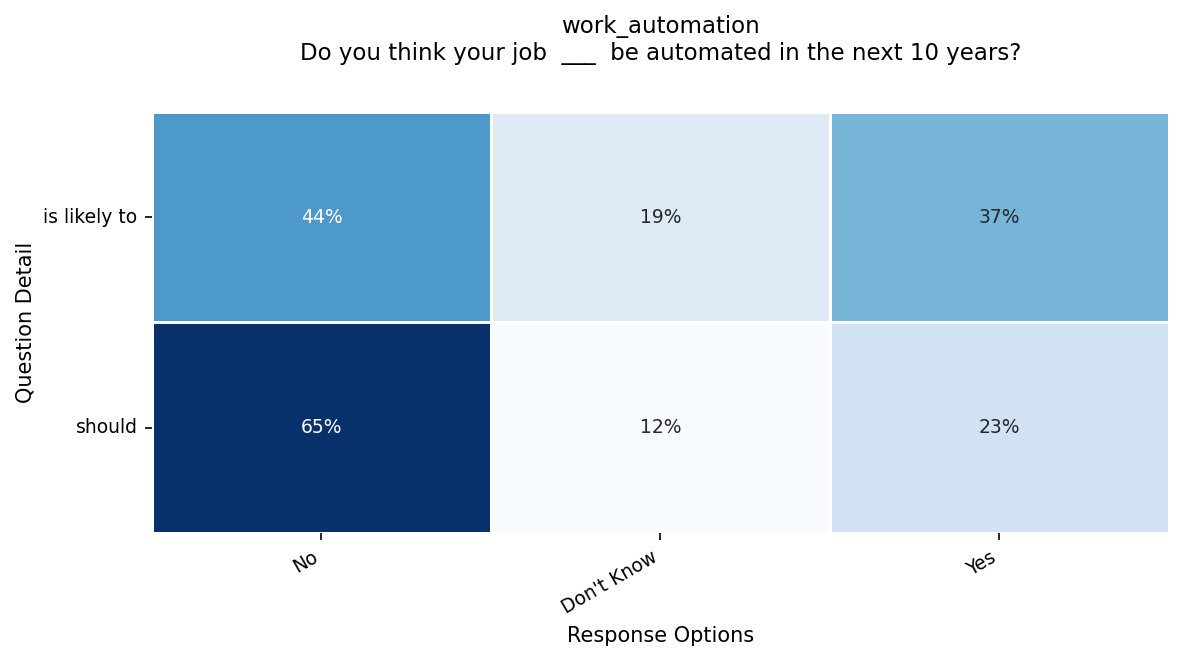 work_automation
Do you think your job ___ be automated in the next 10 years?
Question Detail
is likely to
44%
19%
37%
should
65%
12%
23%
No
Don't Know
Yes
Response Options